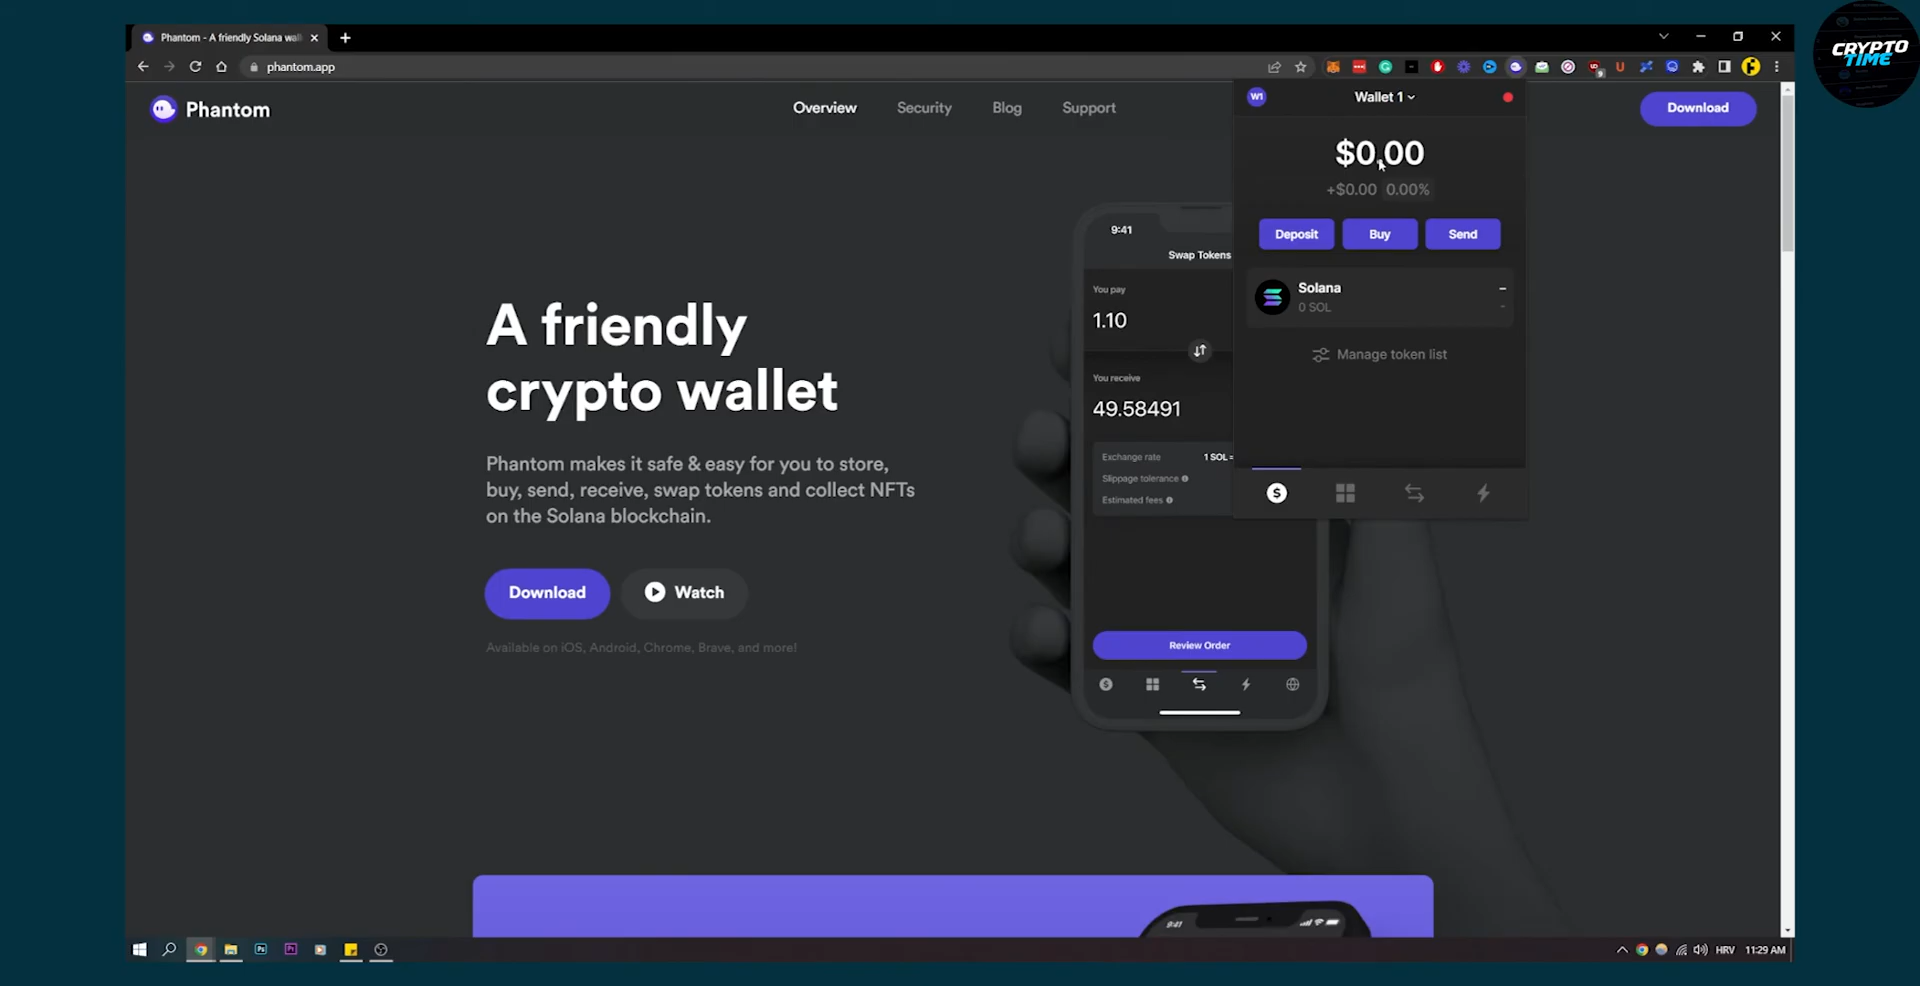 Phantom - A friendly Solana wall
phantom.app
CRYPTO
TIME
Phantom
Overview
Security
Blog
Support
Download
W1
Wallet 1
$0.00
+$0.00 0.00%
Deposit
Buy
Send
Solana
0 SOL
–
-
Manage token list
A friendly
crypto wallet
Phantom makes it safe & easy for you to store,
buy, send, receive, swap tokens and collect NFTs
on the Solana blockchain.
Download
Watch
Available on iOS, Android, Chrome, Brave, and more!
9:41
Swap Tokens
You pay
1.10
You receive
49.58491
Exchange rate
1 SOL =
Slippage tolerance
Estimated fees
Review Order
9:41
HRV
11:29 AM